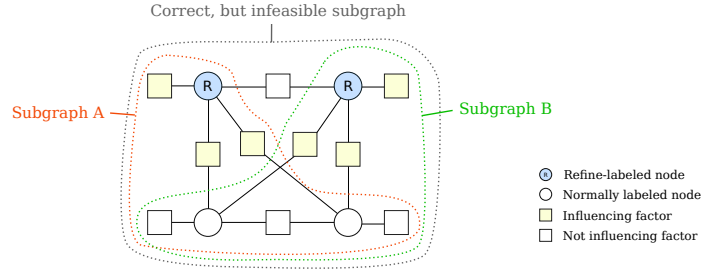 Correct, but infeasible subgraph
R
R
Subgraph A
Subgraph B
R
Refine-labeled node
Normally labeled node
Influencing factor
Not influencing factor